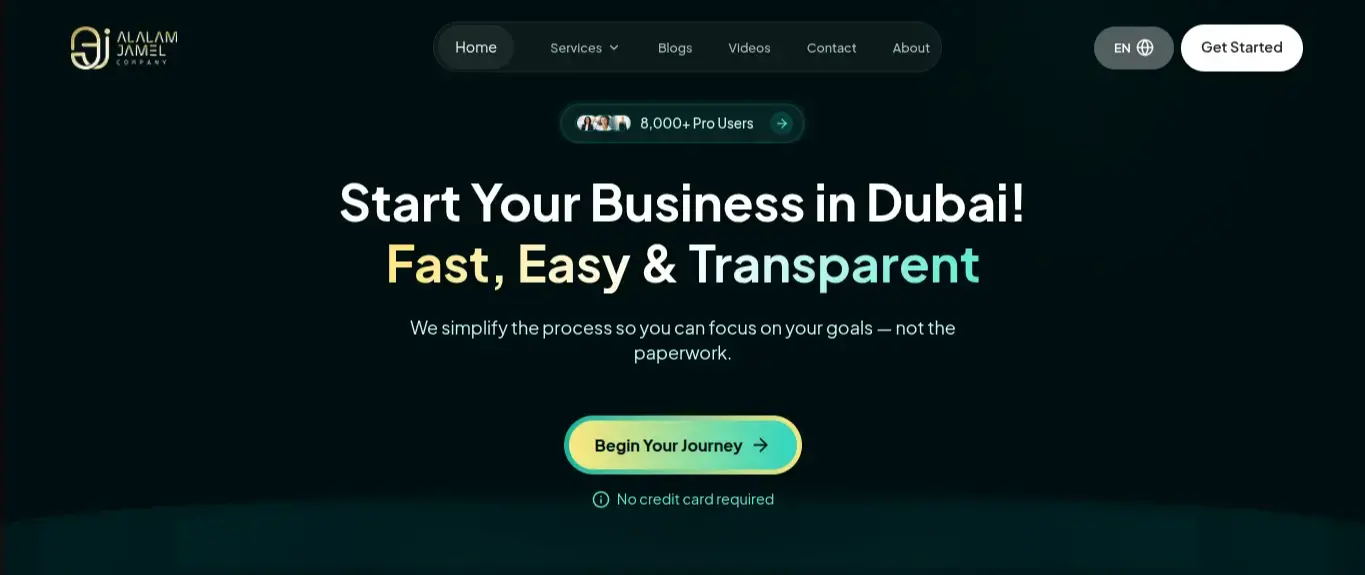 ALALAM
JAMEL
COMPANY
Home
Services
Blogs
Videos
Contact
About
EN
Get Started
8,000+ Pro Users
Start Your Business in Dubai!
Fast, Easy & Transparent
We simplify the process so you can focus on your goals — not the
paperwork.
Begin Your Journey
No credit card required